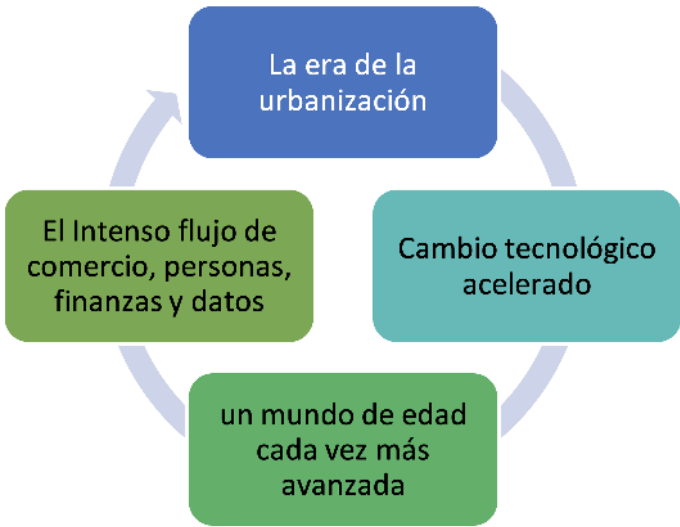 La era de la
urbanización
Cambio tecnológico
acelerado
un mundo de edad
cada vez más
avanzada
El Intenso flujo de
comercio, personas,
finanzas y datos